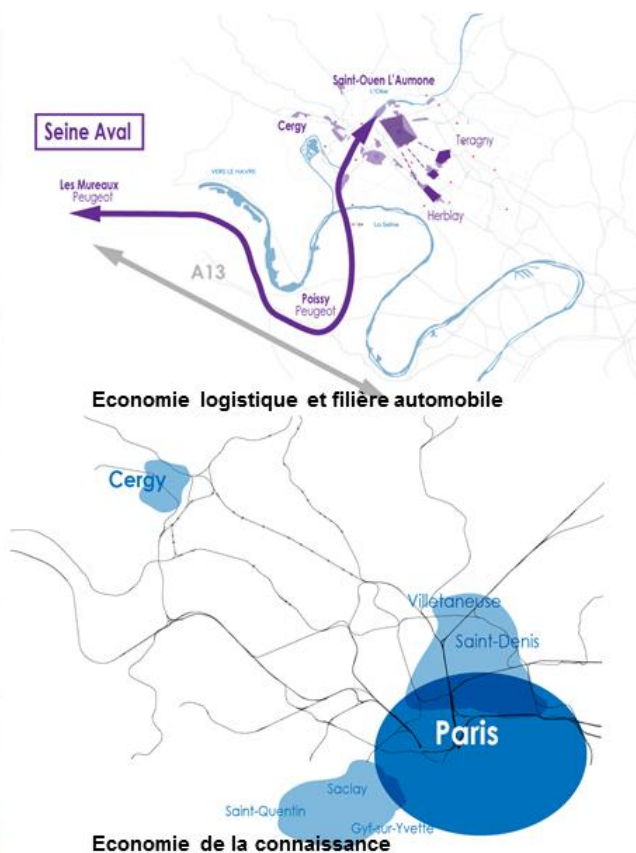 Saint-Ouen L'Aumone
L'Oise
Seine Aval
Cergy
Teragny
Les Mureaux
Peugeot
VERS LE HAVRE
Herblay
La Seine
A13
Poissy
Peugeot
Economie logistique et filière automobile
Cergy
Villetaneuse
Saint-Denis
Paris
Saclay
Saint-Quentin
Gyf-sur-Yvette
Economie de la connaissance